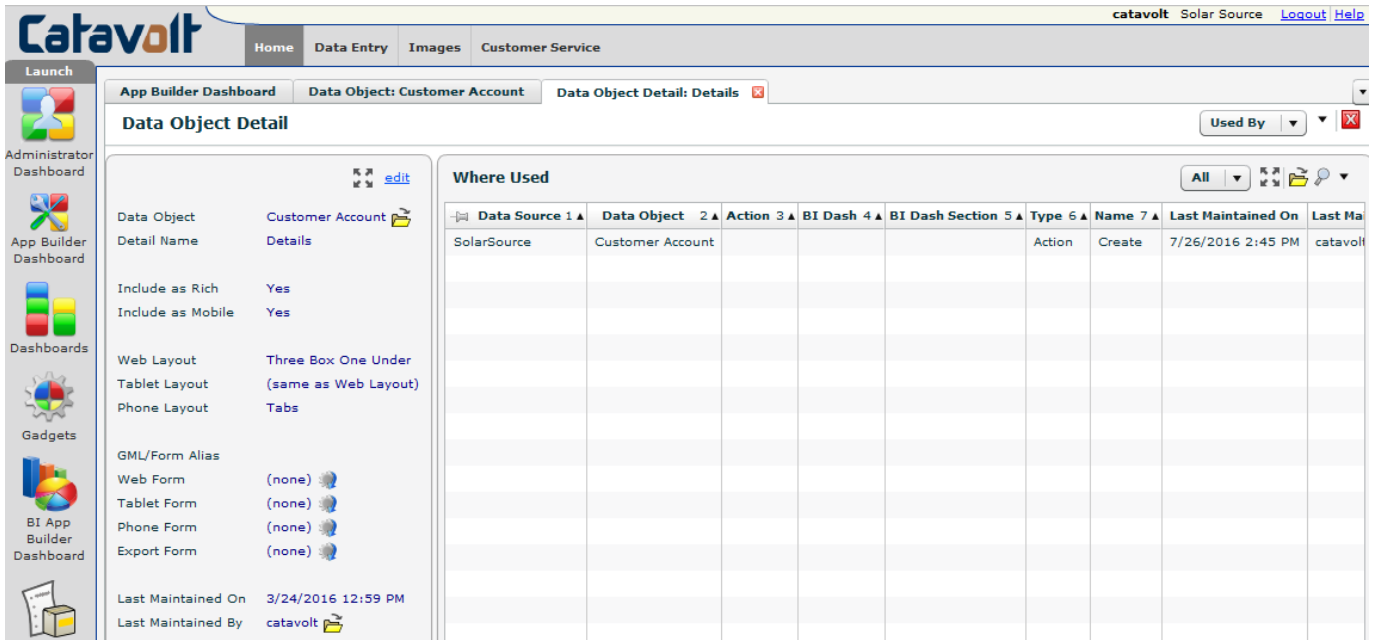 catavolt Solar Source Logout Help
Catavolt
Home Data Entry Images Customer Service
Launch
Administrator
Dashboard
App Builder
Dashboard
Dashboards
Gadgets
BI App
Builder
Dashboard
App Builder Dashboard Data Object: Customer Account Data Object Detail: Details
Data Object Detail Used By
edit
Data Object Customer Account
Detail Name Details
Include as Rich Yes
Include as Mobile Yes
Web Layout Three Box One Under
Tablet Layout (same as Web Layout)
Phone Layout Tabs
GML/Form Alias
Web Form (none)
Tablet Form (none)
Phone Form (none)
Export Form (none)
Last Maintained On 3/24/2016 12:59 PM
Last Maintained By catavolt
Where Used All
Data Source 1 Data Object 2 Action 3 BI Dash 4 BI Dash Section 5 Type 6 Name 7 Last Maintained On Last Ma
SolarSource Customer Account Action Create 7/26/2016 2:45 PM catavolt